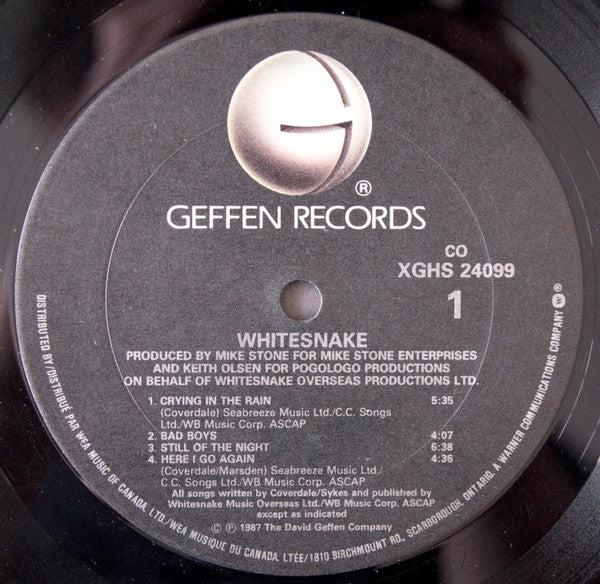 ®
GEFFEN RECORDS
CO
XGHS 24099
1
WHITESNAKE
PRODUCED BY MIKE STONE FOR MIKE STONE ENTERPRISES
AND KEITH OLSEN FOR POGOLOGO PRODUCTIONS
ON BEHALF OF WHITESNAKE OVERSEAS PRODUCTIONS LTD.
1. CRYING IN THE RAIN 5:35
(Coverdale) Seabreeze Music Ltd./C.C. Songs
Ltd./WB Music Corp. ASCAP
2. BAD BOYS 4:07
3. STILL OF THE NIGHT 6:38
4. HERE I GO AGAIN 4:36
(Coverdale/Marsden) Seabreeze Music Ltd./
C.C. Songs Ltd./WB Music Corp. ASCAP
All songs written by Coverdale/Sykes and published by
Whitesnake Music Overseas Ltd./WB Music Corp. ASCAP
except as indicated
© ℗ 1987 The David Geffen Company
DISTRIBUTED BY/DISTRIBUÉ PAR WEA MUSIC OF CANADA, LTD./WEA MUSIQUE DU CANADA, LTÉE/1810 BIRCHMOUNT RD., SCARBOROUGH, ONTARIO. A WARNER COMMUNICATIONS COMPANY